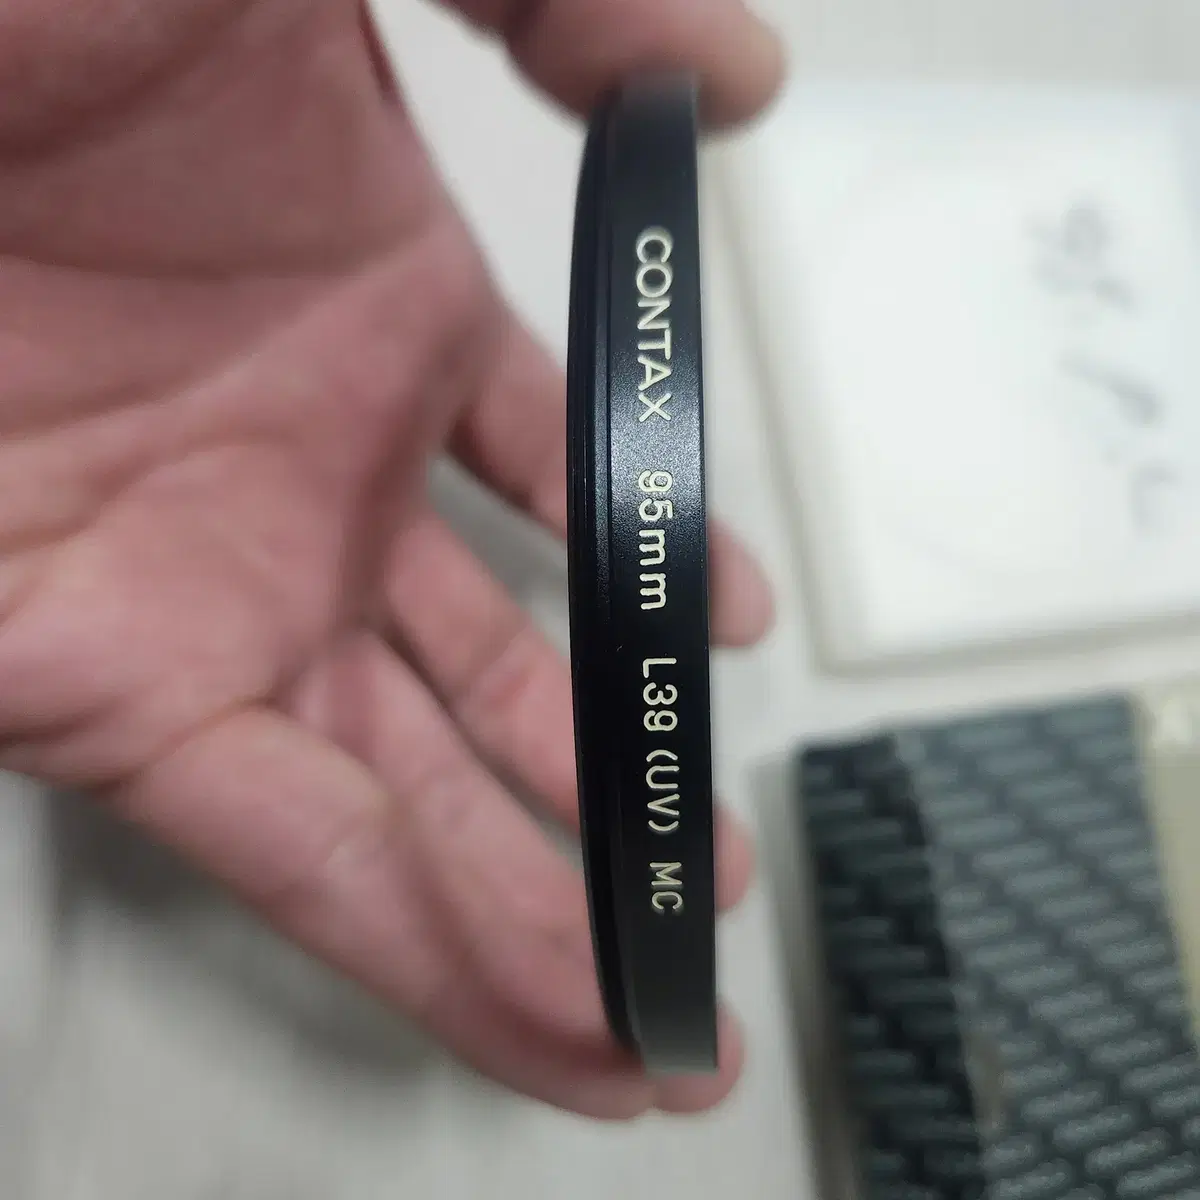 CONTAX 95mm L39 (UV) MC